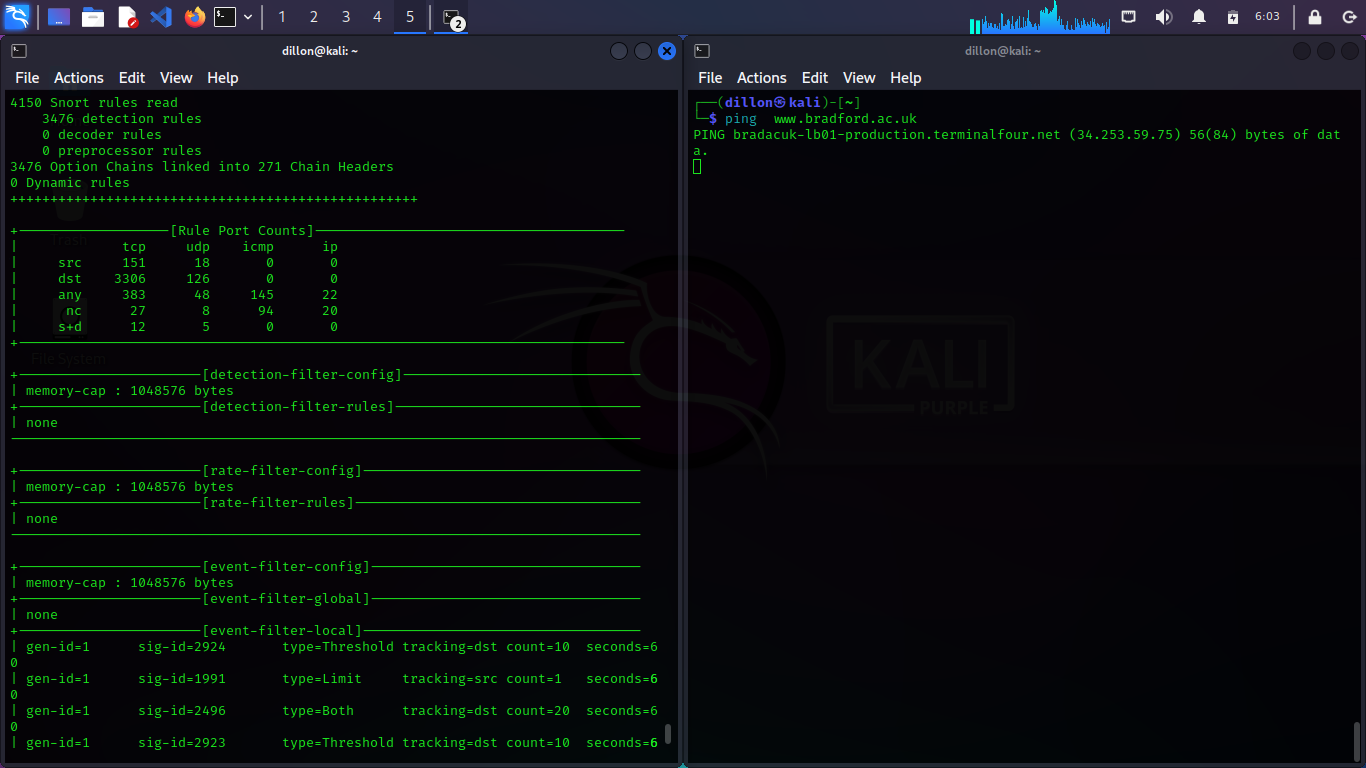 1 2 3 4 5 2 6:03
dillon@kali: ~
File Actions Edit View Help
4150 Snort rules read
    3476 detection rules
    0 decoder rules
    0 preprocessor rules
3476 Option Chains linked into 271 Chain Headers
0 Dynamic rules
+++++++++++++++++++++++++++++++++++++++++++++++++++
+-------------------[Rule Port Counts]---------------------------------------
|             tcp     udp    icmp      ip
|     src     151      18       0       0
|     dst    3306     126       0       0
|     any     383      48     145      22
|      nc      27       8      94      20
|     s+d      12       5       0       0
+----------------------------------------------------------------------------
+-----------------------[detection-filter-config]------------------------------
| memory-cap : 1048576 bytes
+-----------------------[detection-filter-rules]-------------------------------
| none
-------------------------------------------------------------------------------
+-----------------------[rate-filter-config]-----------------------------------
| memory-cap : 1048576 bytes
+-----------------------[rate-filter-rules]------------------------------------
| none
-------------------------------------------------------------------------------
+-----------------------[event-filter-config]----------------------------------
| memory-cap : 1048576 bytes
+-----------------------[event-filter-global]----------------------------------
| none
+-----------------------[event-filter-local]-----------------------------------
| gen-id=1      sig-id=2924       type=Threshold tracking=dst count=10  seconds=6
0
| gen-id=1      sig-id=1991       type=Limit     tracking=src count=1   seconds=6
0
| gen-id=1      sig-id=2496       type=Both      tracking=dst count=20  seconds=6
0
| gen-id=1      sig-id=2923       type=Threshold tracking=dst count=10  seconds=6
Trash
File System
dillon@kali: ~
File Actions Edit View Help
┌──(dillon㉿kali)-[~]
└─$ ping  www.bradford.ac.uk
PING bradacuk-lb01-production.terminalfour.net (34.253.59.75) 56(84) bytes of dat
a.
KALI
PURPLE